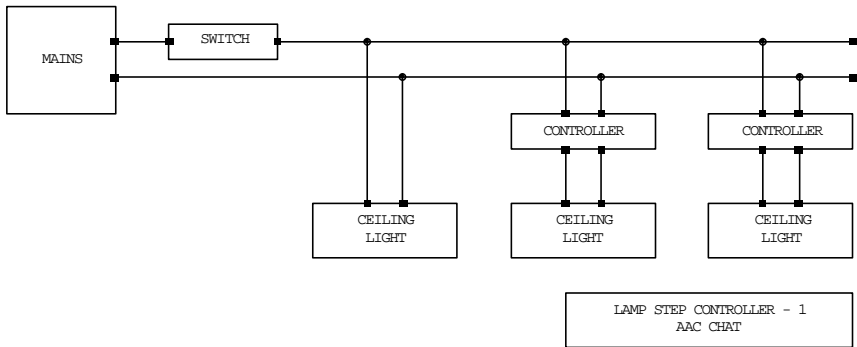 SWITCH
MAINS
CONTROLLER
CONTROLLER
CEILING
LIGHT
CEILING
LIGHT
CEILING
LIGHT
LAMP STEP CONTROLLER - 1
AAC CHAT